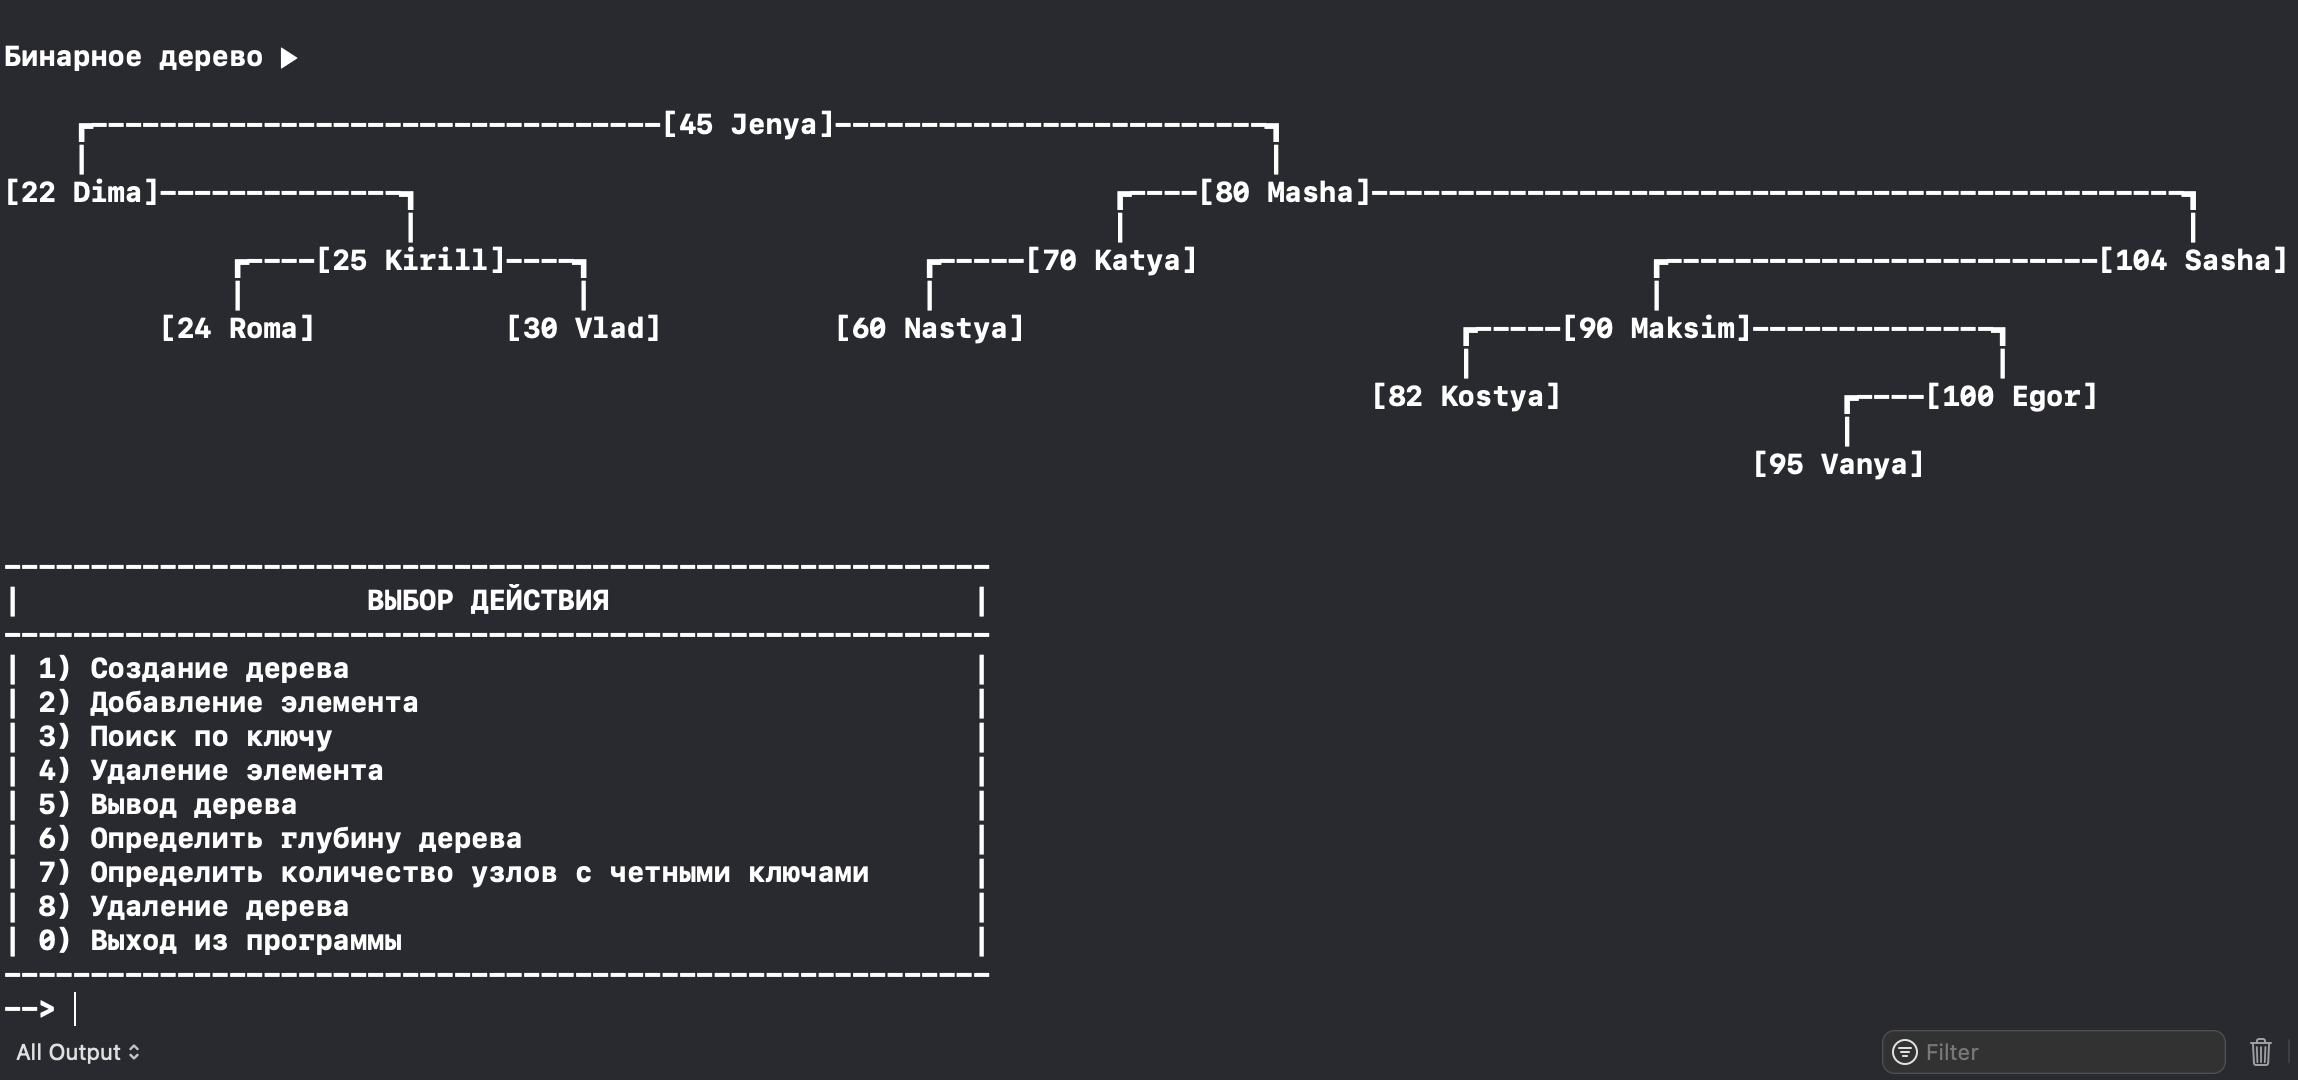 Бинарное дерево ▶
[45 Jenya]
[22 Dima] [80 Masha]
[25 Kirill] [70 Katya] [104 Sasha]
[24 Roma] [30 Vlad] [60 Nastya] [90 Maksim]
[82 Kostya] [100 Egor]
[95 Vanya]
ВЫБОР ДЕЙСТВИЯ
1) Создание дерева
2) Добавление элемента
3) Поиск по ключу
4) Удаление элемента
5) Вывод дерева
6) Определить глубину дерева
7) Определить количество узлов с четными ключами
8) Удаление дерева
0) Выход из программы
-->
All Output
Filter